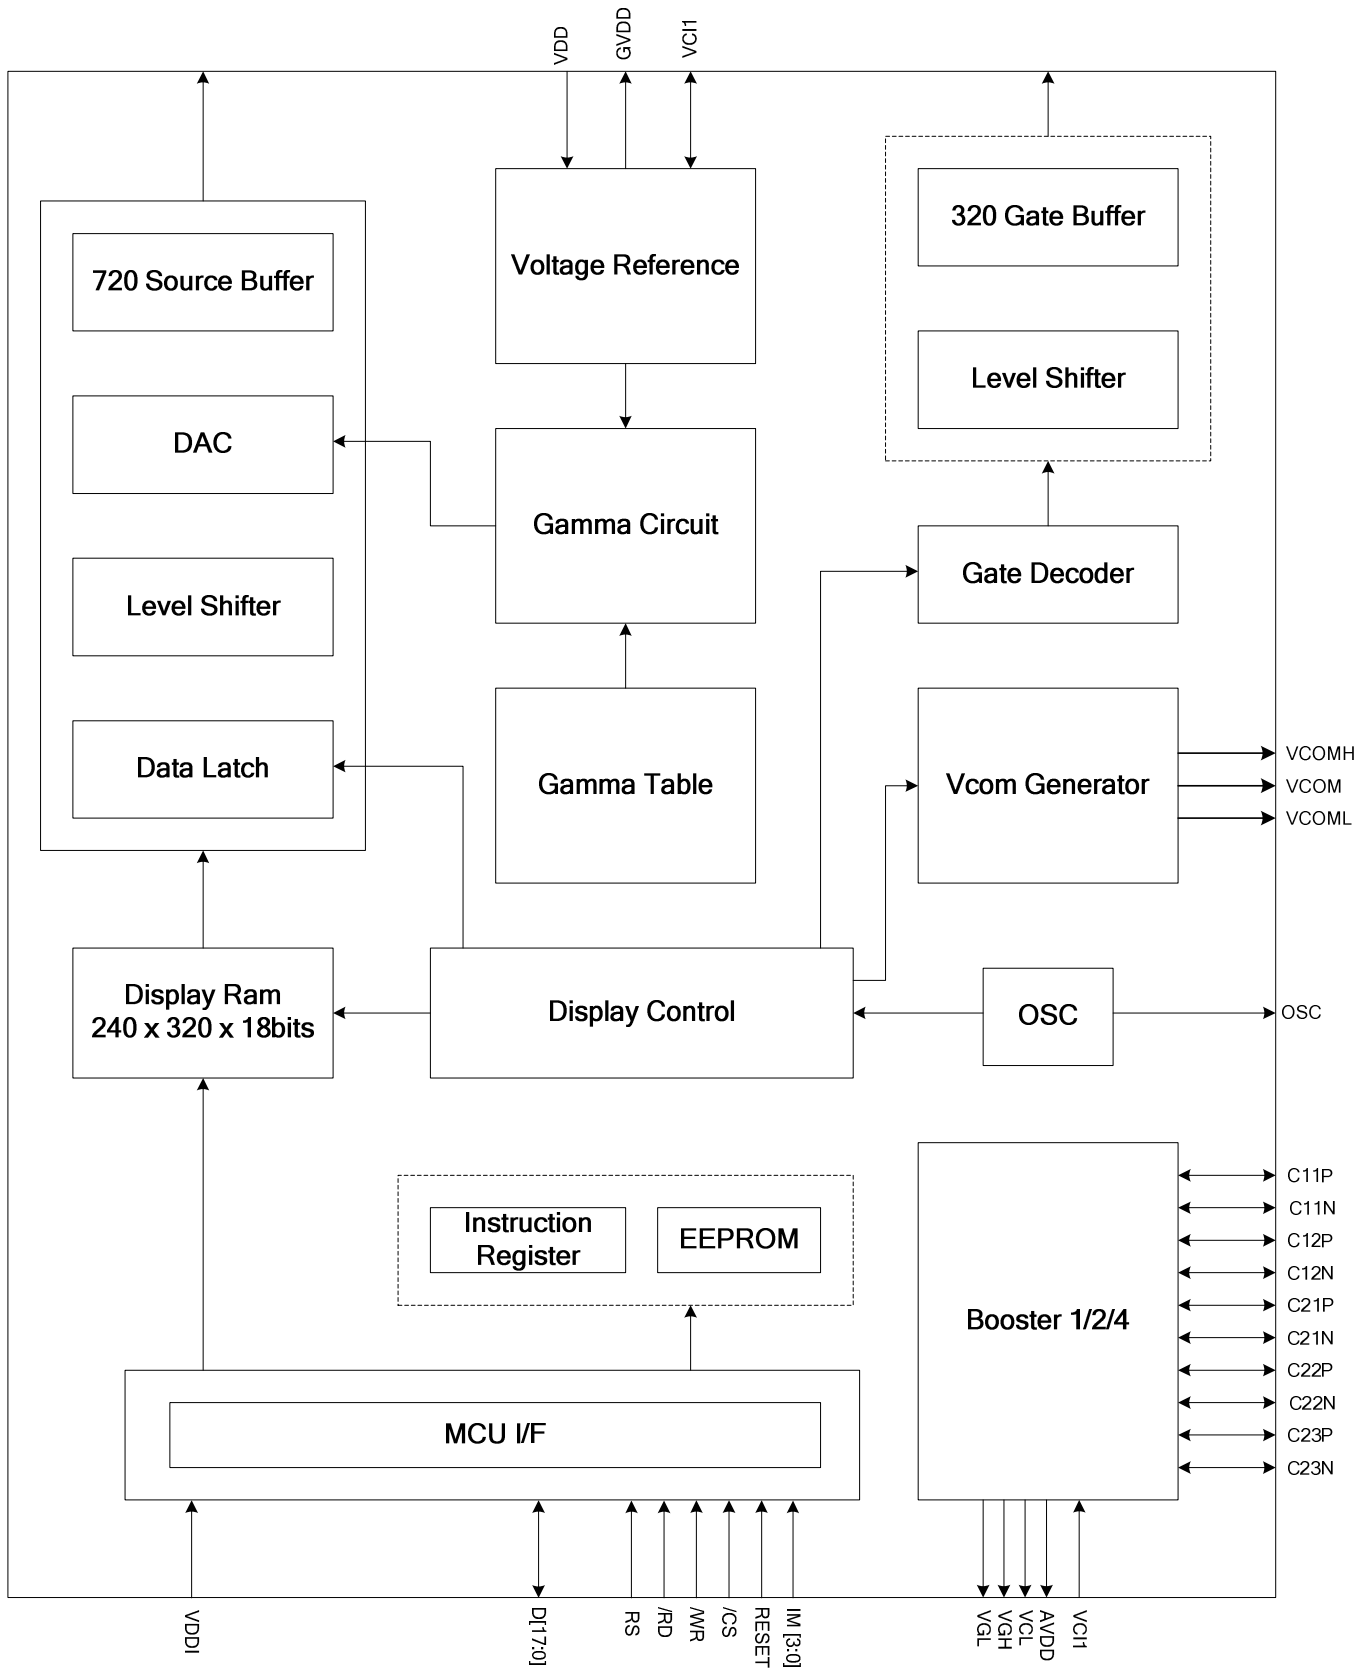 VDD
GVDD
VCI1
720 Source Buffer
DAC
Level Shifter
Data Latch
Voltage Reference
Gamma Circuit
Gamma Table
320 Gate Buffer
Level Shifter
Gate Decoder
Vcom Generator
VCOMH
VCOM
VCOML
Display Ram
240 x 320 x 18bits
Display Control
OSC
OSC
Instruction
Register
EEPROM
MCU I/F
Booster 1/2/4
C11P
C11N
C12P
C12N
C21P
C21N
C22P
C22N
C23P
C23N
VDDI
D[17:0]
RS
/RD
/WR
/CS
RESET
IM [3:0]
VGL
VGH
VCL
AVDD
VCI1